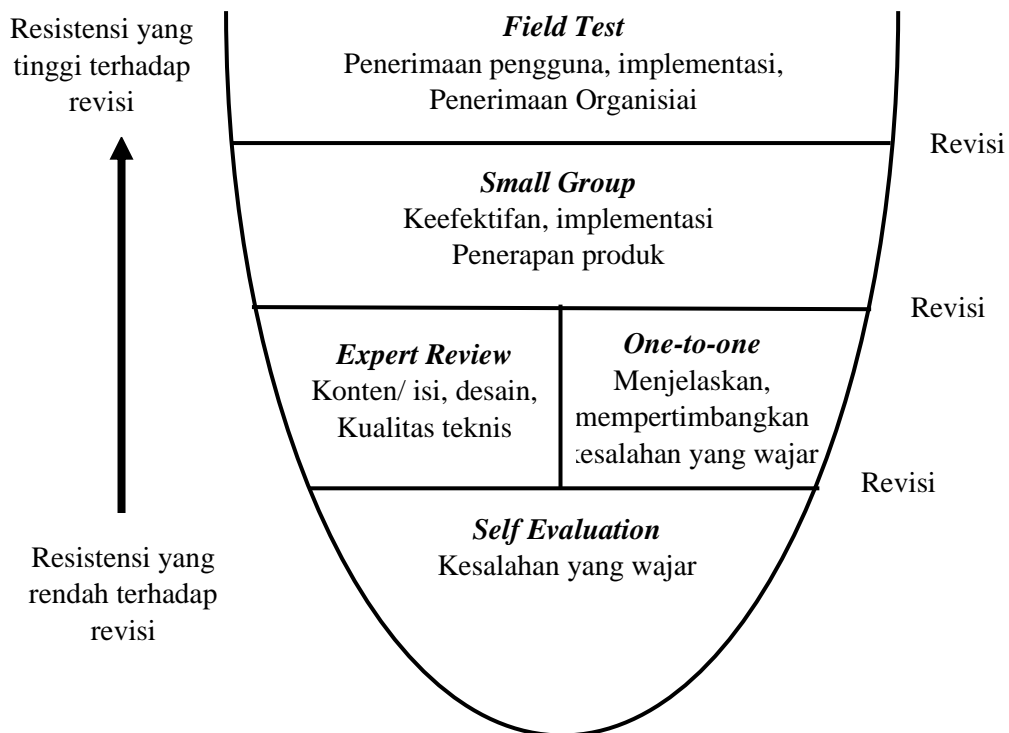 Resistensi yang
tinggi terhadap
revisi
Field Test
Penerimaan pengguna, implementasi,
Penerimaan Organisiai
Revisi
Small Group
Keefektifan, implementasi
Penerapan produk
Revisi
Expert Review
Konten/ isi, desain,
Kualitas teknis
One-to-one
Menjelaskan,
mempertimbangkan
kesalahan yang wajar
Revisi
Self Evaluation
Kesalahan yang wajar
Resistensi yang
rendah terhadap
revisi